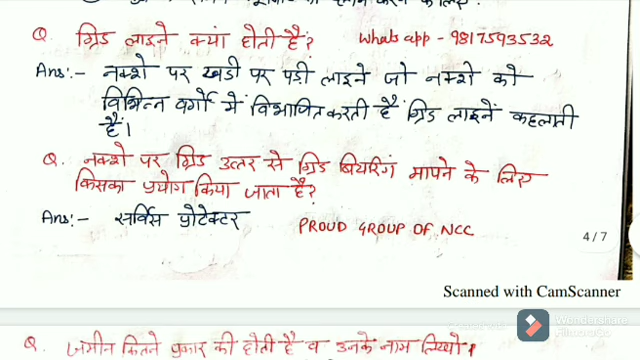 Q. ग्रिड लाइने क्या होती है? Whats app - 9817593532
Ans:- नक्शे पर खडी पर पडी लाइने जो नक्शे को
विभिन्न वर्गो में विभाजित करती है ग्रिड लाइनें कहलाती
है।
Q. नक्शे पर ग्रिड उत्तर से ग्रिड बियरिंग मापने के लिए
किसका प्रयोग किया जाता है?
Ans:- सर्विस प्रोटेक्टर
PROUD GROUP OF NCC
4/7
Scanned with CamScanner
Wondershare
Filmora
Q. जमीन कितने प्रकार की होती है व उनके नाम लिखो।